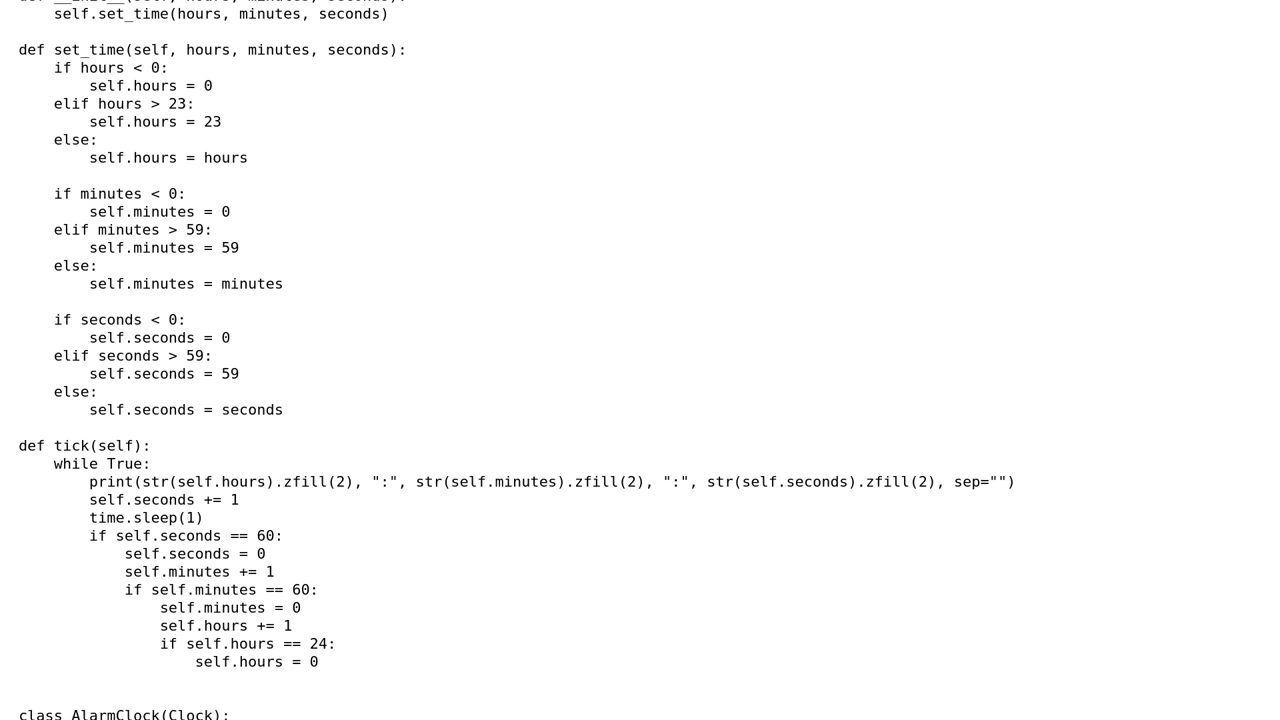 def __init__(self, hours, minutes, seconds):
    self.set_time(hours, minutes, seconds)

def set_time(self, hours, minutes, seconds):
    if hours < 0:
        self.hours = 0
    elif hours > 23:
        self.hours = 23
    else:
        self.hours = hours

    if minutes < 0:
        self.minutes = 0
    elif minutes > 59:
        self.minutes = 59
    else:
        self.minutes = minutes

    if seconds < 0:
        self.seconds = 0
    elif seconds > 59:
        self.seconds = 59
    else:
        self.seconds = seconds

def tick(self):
    while True:
        print(str(self.hours).zfill(2), ":", str(self.minutes).zfill(2), ":", str(self.seconds).zfill(2), sep="")
        self.seconds += 1
        time.sleep(1)
        if self.seconds == 60:
            self.seconds = 0
            self.minutes += 1
            if self.minutes == 60:
                self.minutes = 0
                self.hours += 1
                if self.hours == 24:
                    self.hours = 0

class AlarmClock(Clock):